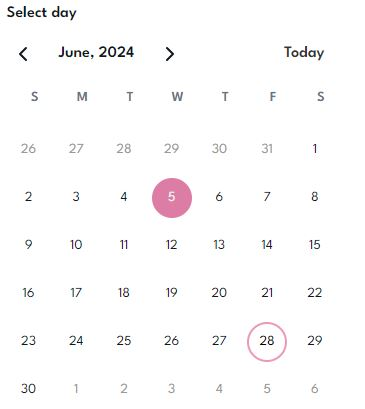 Select day
June, 2024 Today
S M T W T F S
26 27 28 29 30 31 1
2 3 4 5 6 7 8
9 10 11 12 13 14 15
16 17 18 19 20 21 22
23 24 25 26 27 28 29
30 1 2 3 4 5 6